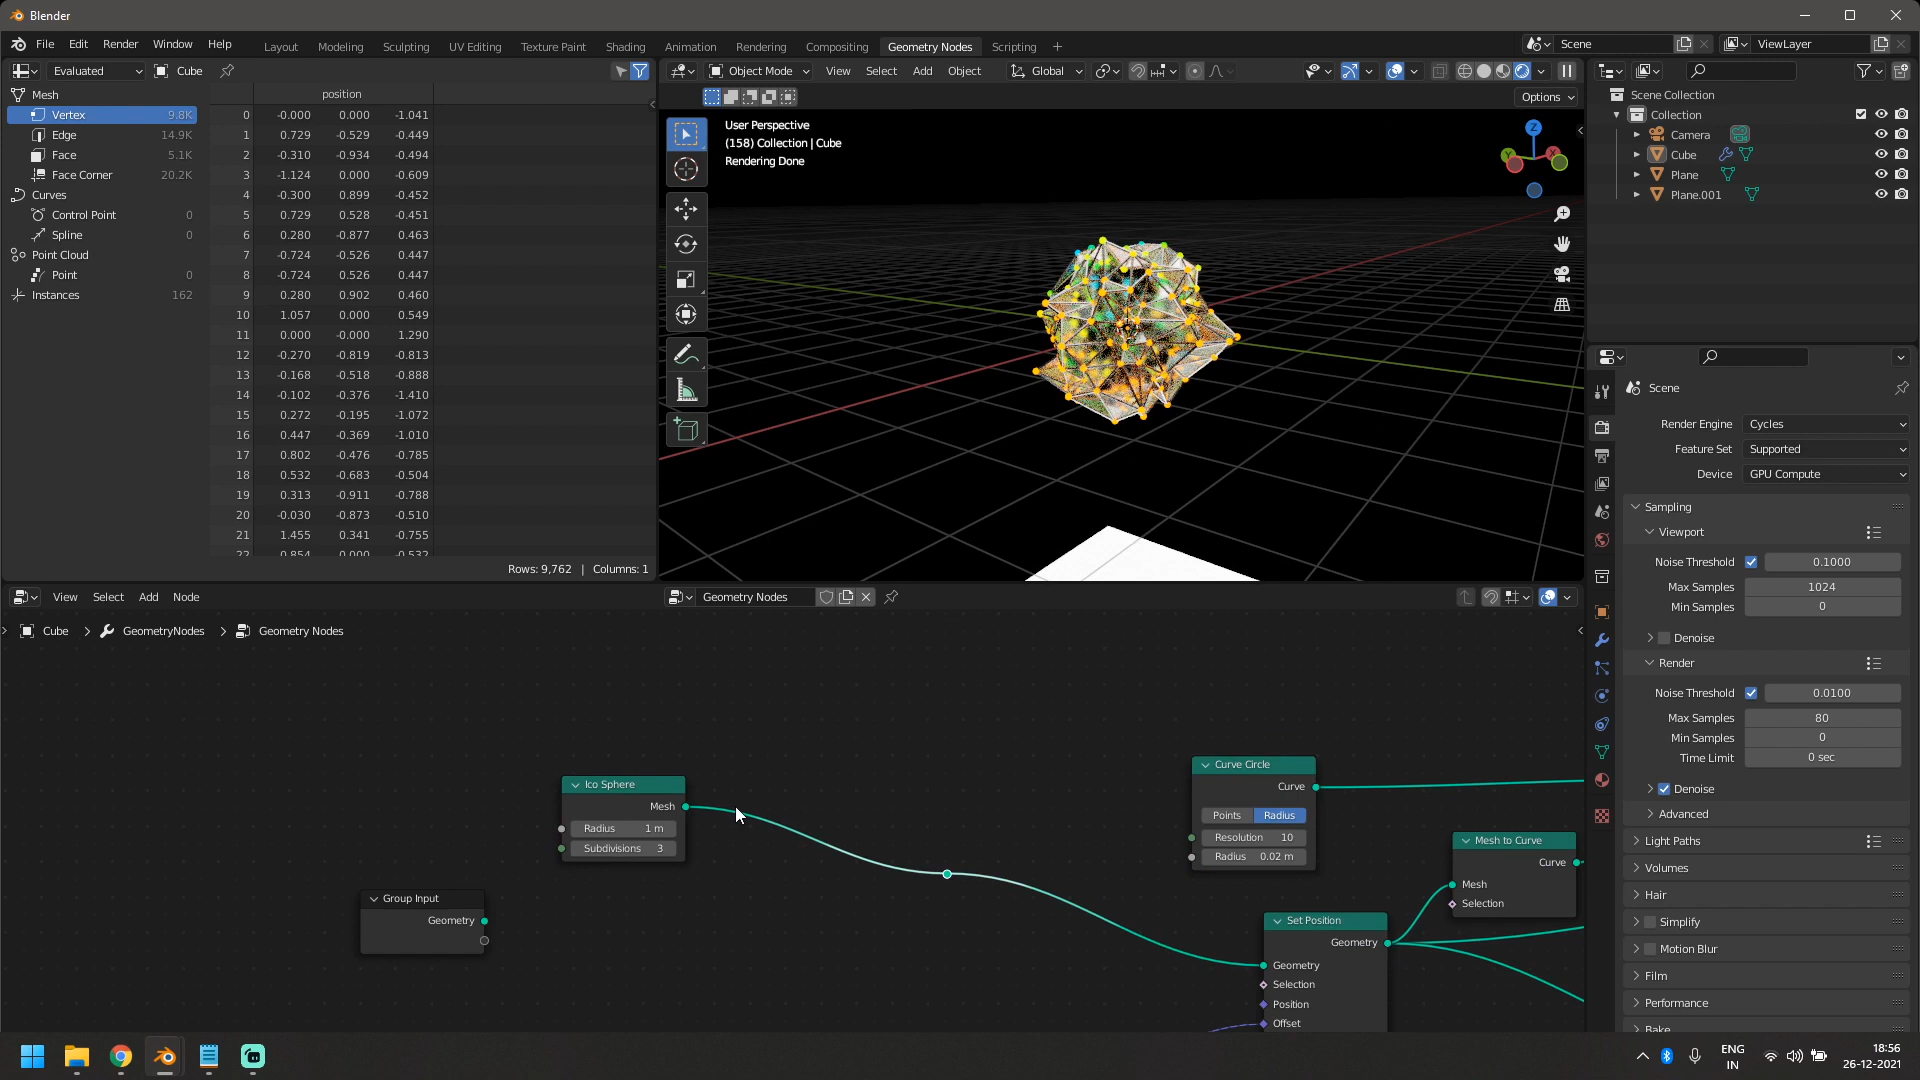 Blender
File Edit Render Window Help
Layout Modeling Sculpting UV Editing Texture Paint Shading Animation Rendering Compositing Geometry Nodes Scripting +
Scene
ViewLayer
Evaluated
Cube
Mesh
Vertex 9.8K
Edge 14.9K
Face 5.1K
Face Corner 20.2K
Curves
Control Point 0
Spline 0
Point Cloud
Point 0
Instances 162
position
0 -0.000 0.000 -1.041
1 0.729 -0.529 -0.449
2 -0.310 -0.934 -0.494
3 -1.124 0.000 -0.609
4 -0.300 0.899 -0.452
5 0.729 0.528 -0.451
6 0.280 -0.877 0.463
7 -0.724 -0.526 0.447
8 -0.724 0.526 0.447
9 0.280 0.902 0.460
10 1.057 0.000 0.549
11 0.000 -0.000 1.290
12 -0.270 -0.819 -0.813
13 -0.168 -0.518 -0.888
14 -0.102 -0.376 -1.410
15 0.272 -0.195 -1.072
16 0.447 -0.369 -1.010
17 0.802 -0.476 -0.785
18 0.532 -0.683 -0.504
19 0.313 -0.911 -0.788
20 -0.030 -0.873 -0.510
21 1.455 0.341 -0.755
22 0.854 0.000 -0.532
Rows: 9,762 | Columns: 1
Object Mode View Select Add Object Global
Options
User Perspective
(158) Collection | Cube
Rendering Done
Z
Y
X
Scene Collection
Collection
Camera
Cube
Plane
Plane.001
Scene
Render Engine Cycles
Feature Set Supported
Device GPU Compute
Sampling
Viewport
Noise Threshold 0.1000
Max Samples 1024
Min Samples 0
Denoise
Render
Noise Threshold 0.0100
Max Samples 80
Min Samples 0
Time Limit 0 sec
Denoise
Advanced
Light Paths
Volumes
Hair
Simplify
Motion Blur
Film
Performance
Bake
View Select Add Node
Geometry Nodes
Cube > GeometryNodes > Geometry Nodes
Ico Sphere
Mesh
Radius 1 m
Subdivisions 3
Group Input
Geometry
Curve Circle
Curve
Points Radius
Resolution 10
Radius 0.02 m
Mesh to Curve
Curve
Mesh
Selection
Set Position
Geometry
Geometry
Selection
Position
Offset
ENG
IN
18:56
26-12-2021